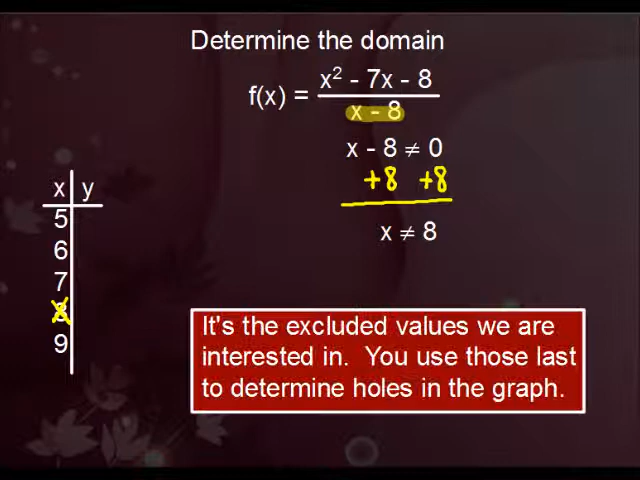 Determine the domain
f(x) = x² - 7x - 8
x - 8
x - 8 ≠ 0
+8 +8
x ≠ 8
x y
5
6
7
8
9
It's the excluded values we are
interested in. You use those last
to determine holes in the graph.